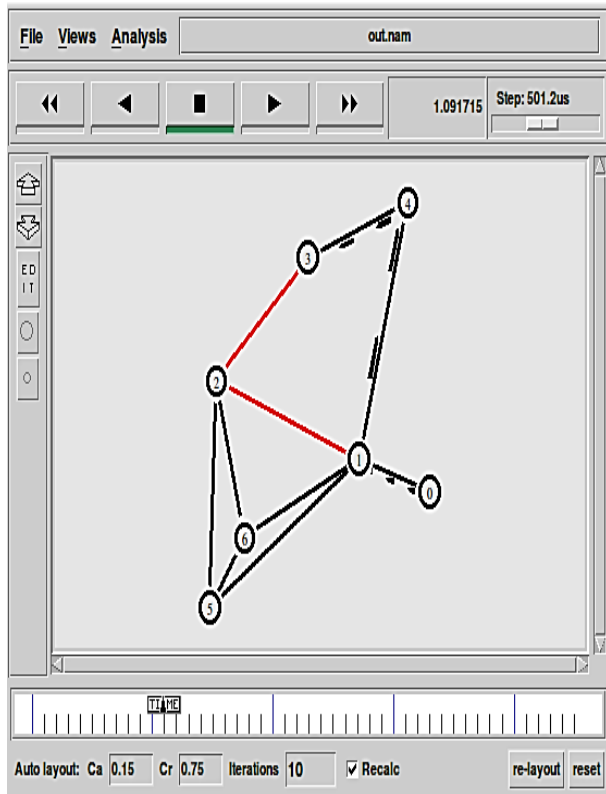 File Views Analysis out.nam
1.091715 Step: 501.2us
ED
IT
4
3
2
1
0
6
5
TIME
Auto layout: Ca 0.15 Cr 0.75 Iterations 10 Recalc re-layout reset